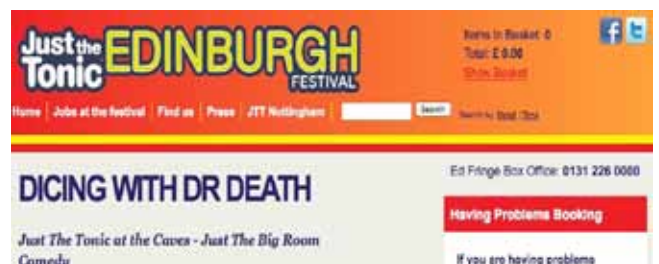 Just the
Tonic
EDINBURGH
FESTIVAL
Items in Basket: 0
Total: £ 0.00
Show Basket
Home | Jobs at the festival | Find us | Press | JTT Nottingham
Search
DICING WITH DR DEATH
Just The Tonic at the Caves - Just The Big Room
Comedy
Ed Fringe Box Office: 0131 226 0000
Having Problems Booking
If you are having problems